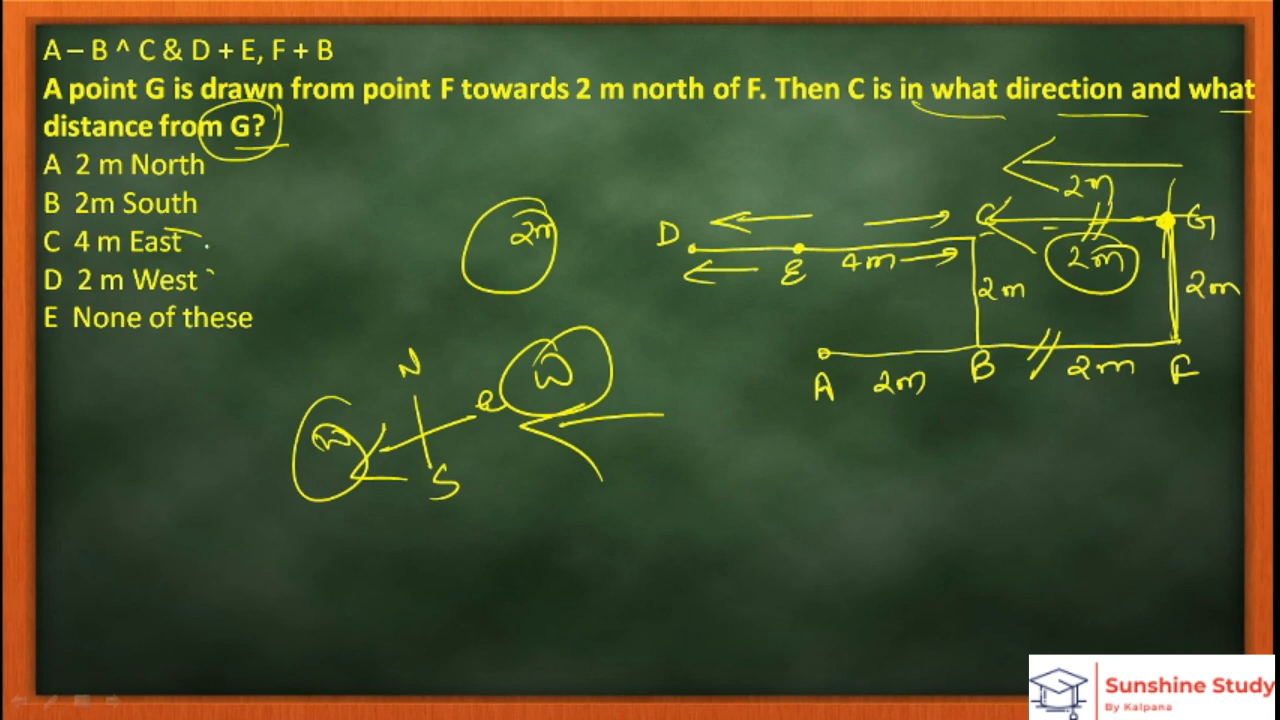 A – B ^ C & D + E, F + B
A point G is drawn from point F towards 2 m north of F. Then C is in what direction and what
distance from G?
A 2 m North
B 2m South
C 4 m East
D 2 m West
E None of these
2m
D
E
4m
C
2m
G
2m
2m
2m
A
2m
B
2m
F
N
e
W
W
S
Sunshine Study
By Kalpana